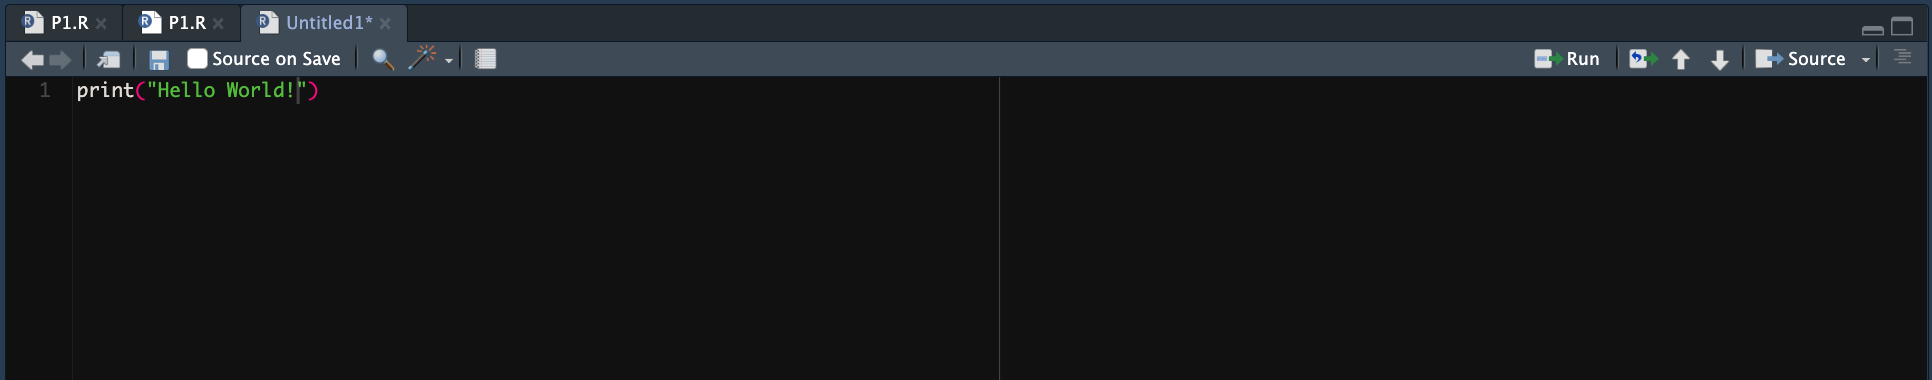 P1.R P1.R Untitled1*
Source on Save Run Source
1 print("Hello World!")